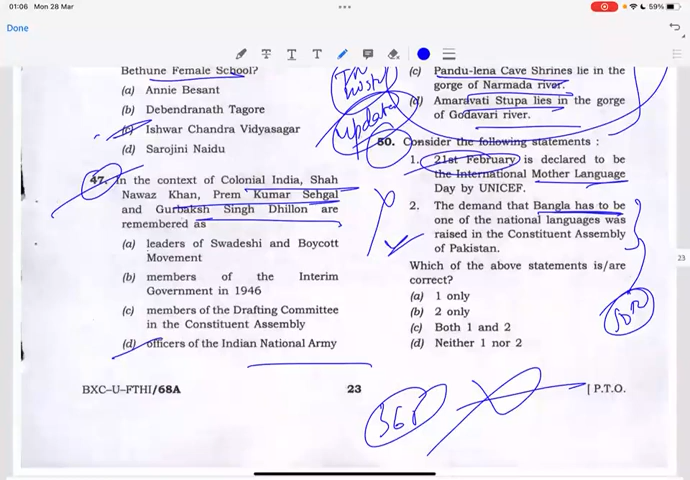 01:06 Mon 28 Mar
59%
Done
Bethune Female School?
(a) Annie Besant
(b) Debendranath Tagore
(c) Ishwar Chandra Vidyasagar
(d) Sarojini Naidu
47. In the context of Colonial India, Shah
Nawaz Khan, Prem Kumar Sehgal
and Gurbaksh Singh Dhillon are
remembered as
(a) leaders of Swadeshi and Boycott
Movement
(b) members of the Interim
Government in 1946
(c) members of the Drafting Committee
in the Constituent Assembly
(d) officers of the Indian National Army
(c) Pandu-lena Cave Shrines lie in the
gorge of Narmada river.
(d) Amaravati Stupa lies in the gorge
of Godavari river.
Updated
50. Consider the following statements :
1. 21st February is declared to be
the International Mother Language
Day by UNICEF.
2. The demand that Bangla has to be
one of the national languages was
raised in the Constituent Assembly
of Pakistan.
Which of the above statements is/are
correct?
(a) 1 only
(b) 2 only
(c) Both 1 and 2
(d) Neither 1 nor 2
23
BXC-U-FTHI/68A
23
[ P.T.O.